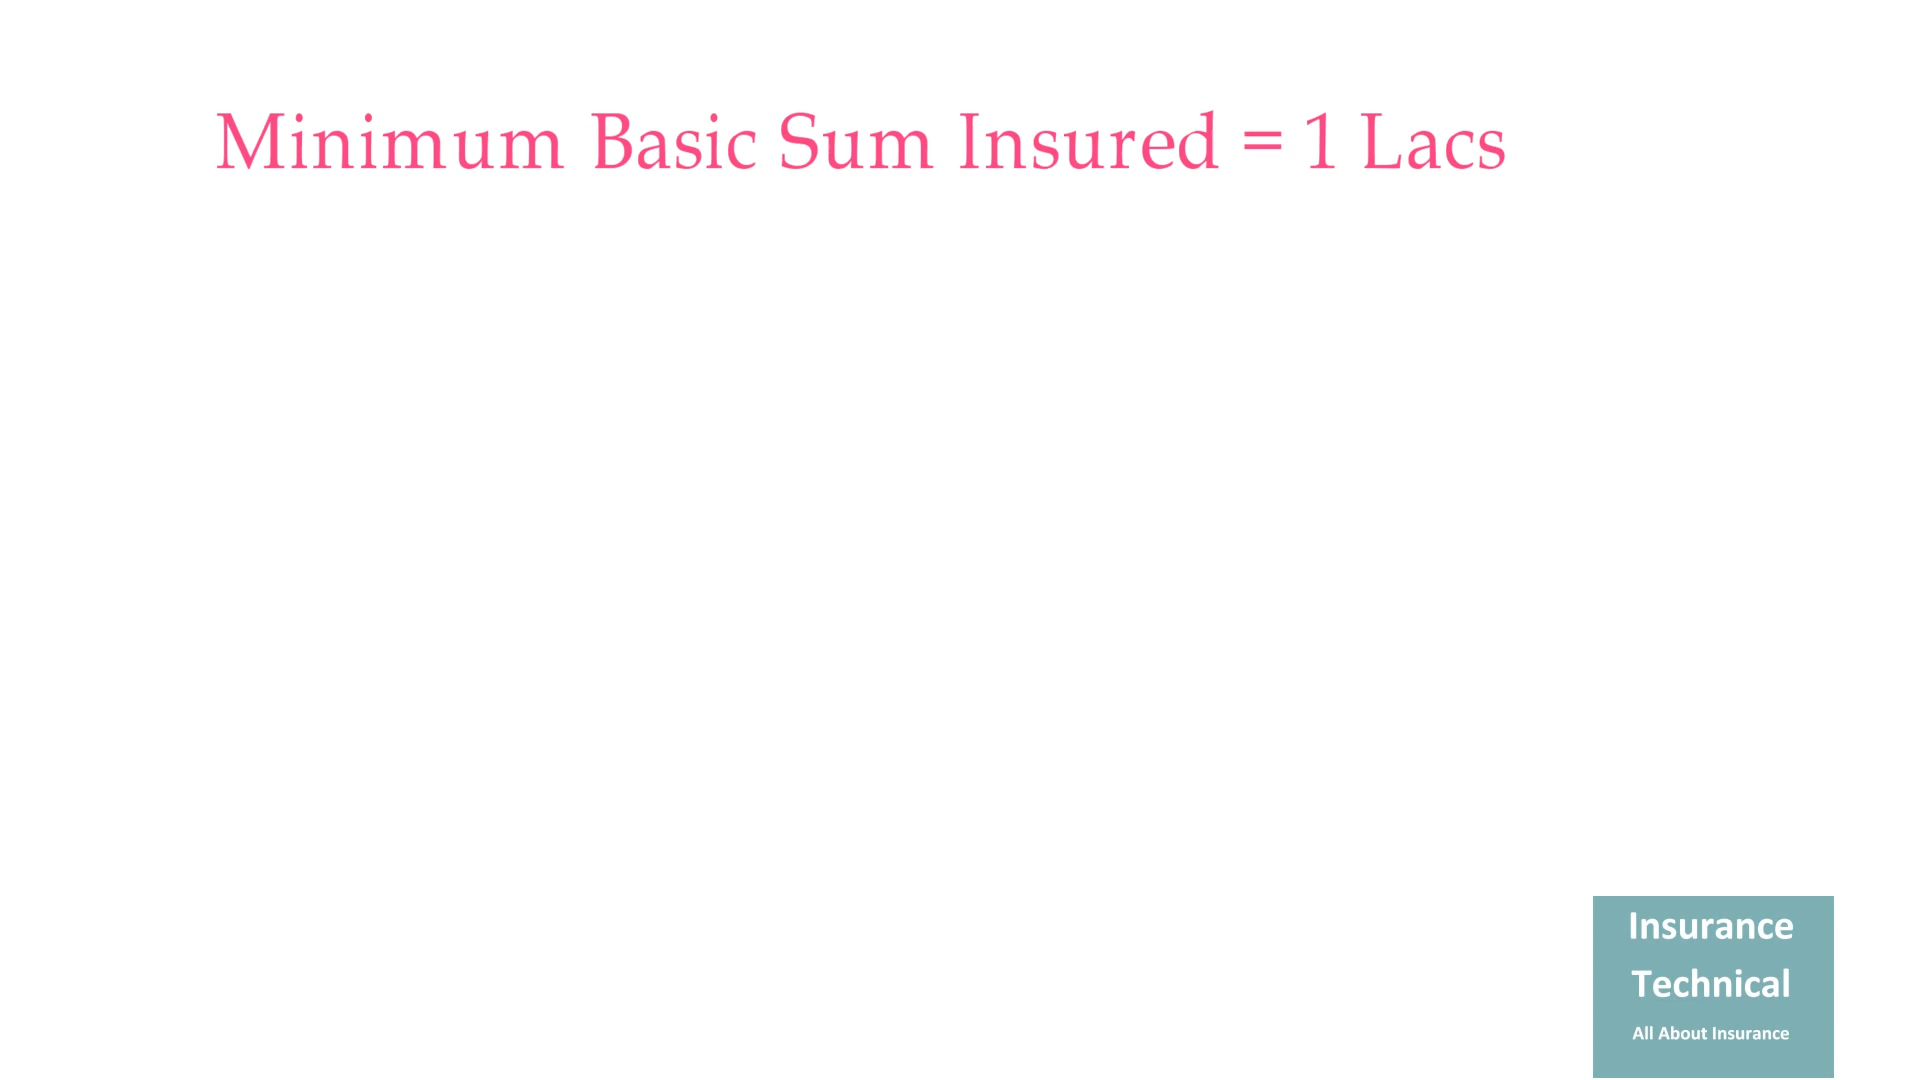 Minimum Basic Sum Insured = 1 Lacs
Insurance
Technical
All About Insurance